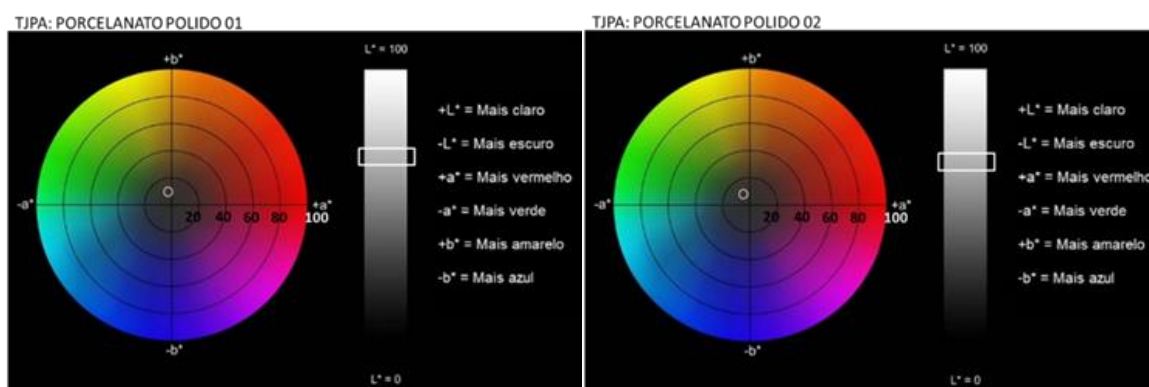 TJPA: PORCELANATO POLIDO 01
L* = 100
+b*
+L* = Mais claro
-L* = Mais escuro
+a* = Mais vermelho
-a*
20 40 60 80 100
+a*
-a* = Mais verde
+b* = Mais amarelo
-b* = Mais azul
-b*
L* = 0
TJPA: PORCELANATO POLIDO 02
L* = 100
+b*
+L* = Mais claro
-L* = Mais escuro
+a* = Mais vermelho
-a*
20 40 60 80 100
+a*
-a* = Mais verde
+b* = Mais amarelo
-b* = Mais azul
-b*
L* = 0